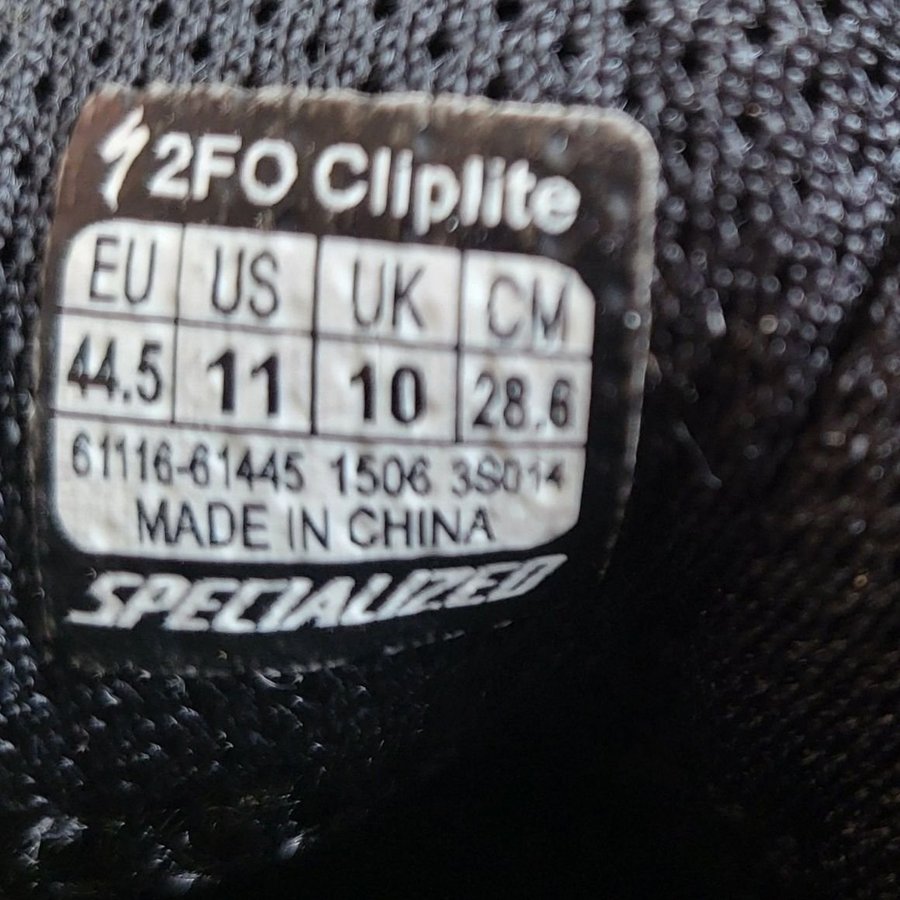 2FO Cliplite
EU US UK CM
44.5 11 10 28.6
61116-61445 1506 3S014
MADE IN CHINA
SPECIALIZED